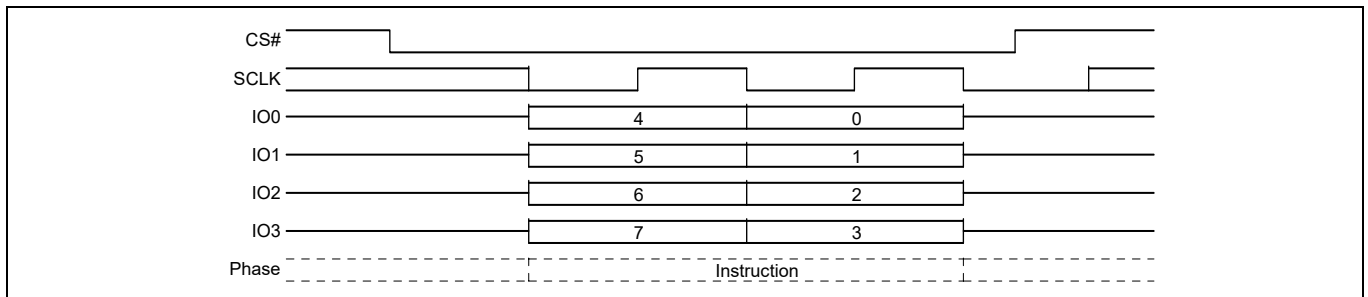 CS#
SCLK
IO0 4 0
IO1 5 1
IO2 6 2
IO3 7 3
Phase Instruction